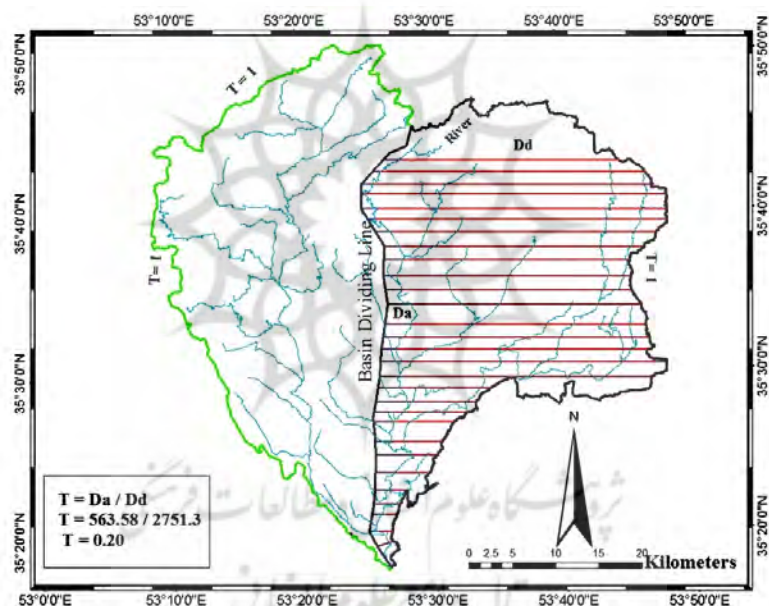 53°10'0"E 53°20'0"E 53°30'0"E 53°40'0"E 53°50'0"E
35°50'0"N 35°50'0"N
T = 1
River
Dd
35°40'0"N 35°40'0"N
T = 1
T = 1
Basin Dividing Line
Da
35°30'0"N 35°30'0"N
N
T = Da / Dd
T = 563.58 / 2751.3
T = 0.20
35°20'0"N 35°20'0"N
0 2.5 5 10 15 20
Kilometers
53°0'0"E 53°10'0"E 53°20'0"E 53°30'0"E 53°40'0"E 53°50'0"E